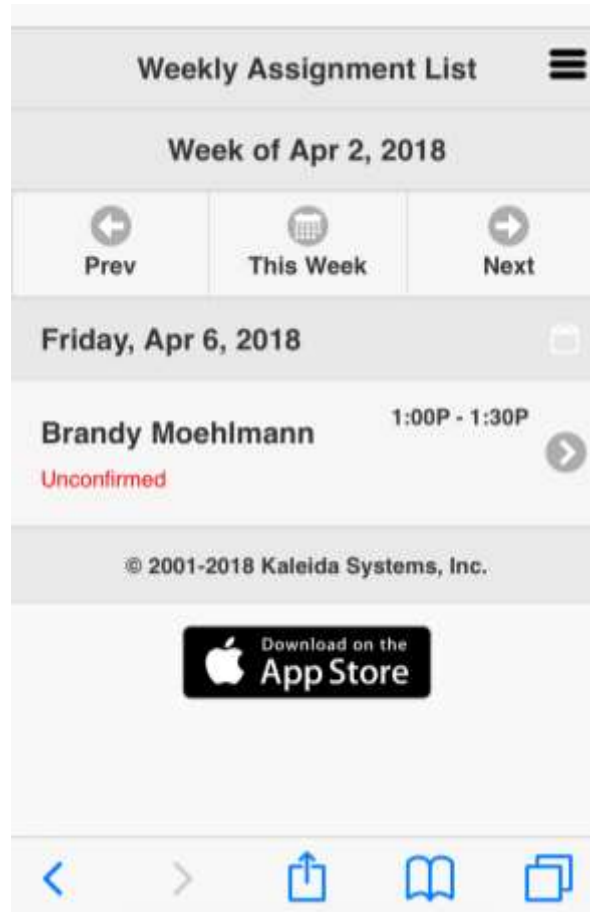 Weekly Assignment List
Week of Apr 2, 2018
Prev
This Week
Next
Friday, Apr 6, 2018
Brandy Moehlmann
1:00P - 1:30P
Unconfirmed
© 2001-2018 Kaleida Systems, Inc.
Download on the
App Store